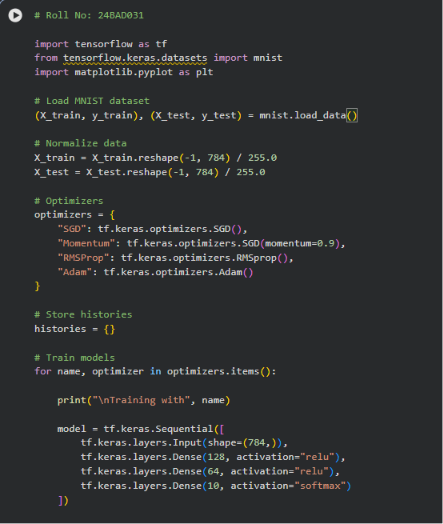 # Roll No: 24BAD031
import tensorflow as tf
from tensorflow.keras.datasets import mnist
import matplotlib.pyplot as plt
# Load MNIST dataset
(X_train, y_train), (X_test, y_test) = mnist.load_data()
# Normalize data
X_train = X_train.reshape(-1, 784) / 255.0
X_test = X_test.reshape(-1, 784) / 255.0
# Optimizers
optimizers = {
    "SGD": tf.keras.optimizers.SGD(),
    "Momentum": tf.keras.optimizers.SGD(momentum=0.9),
    "RMSProp": tf.keras.optimizers.RMSprop(),
    "Adam": tf.keras.optimizers.Adam()
}
# Store histories
histories = {}
# Train models
for name, optimizer in optimizers.items():
    print("\nTraining with", name)
    model = tf.keras.Sequential([
        tf.keras.layers.Input(shape=(784,)),
        tf.keras.layers.Dense(128, activation="relu"),
        tf.keras.layers.Dense(64, activation="relu"),
        tf.keras.layers.Dense(10, activation="softmax")
    ])